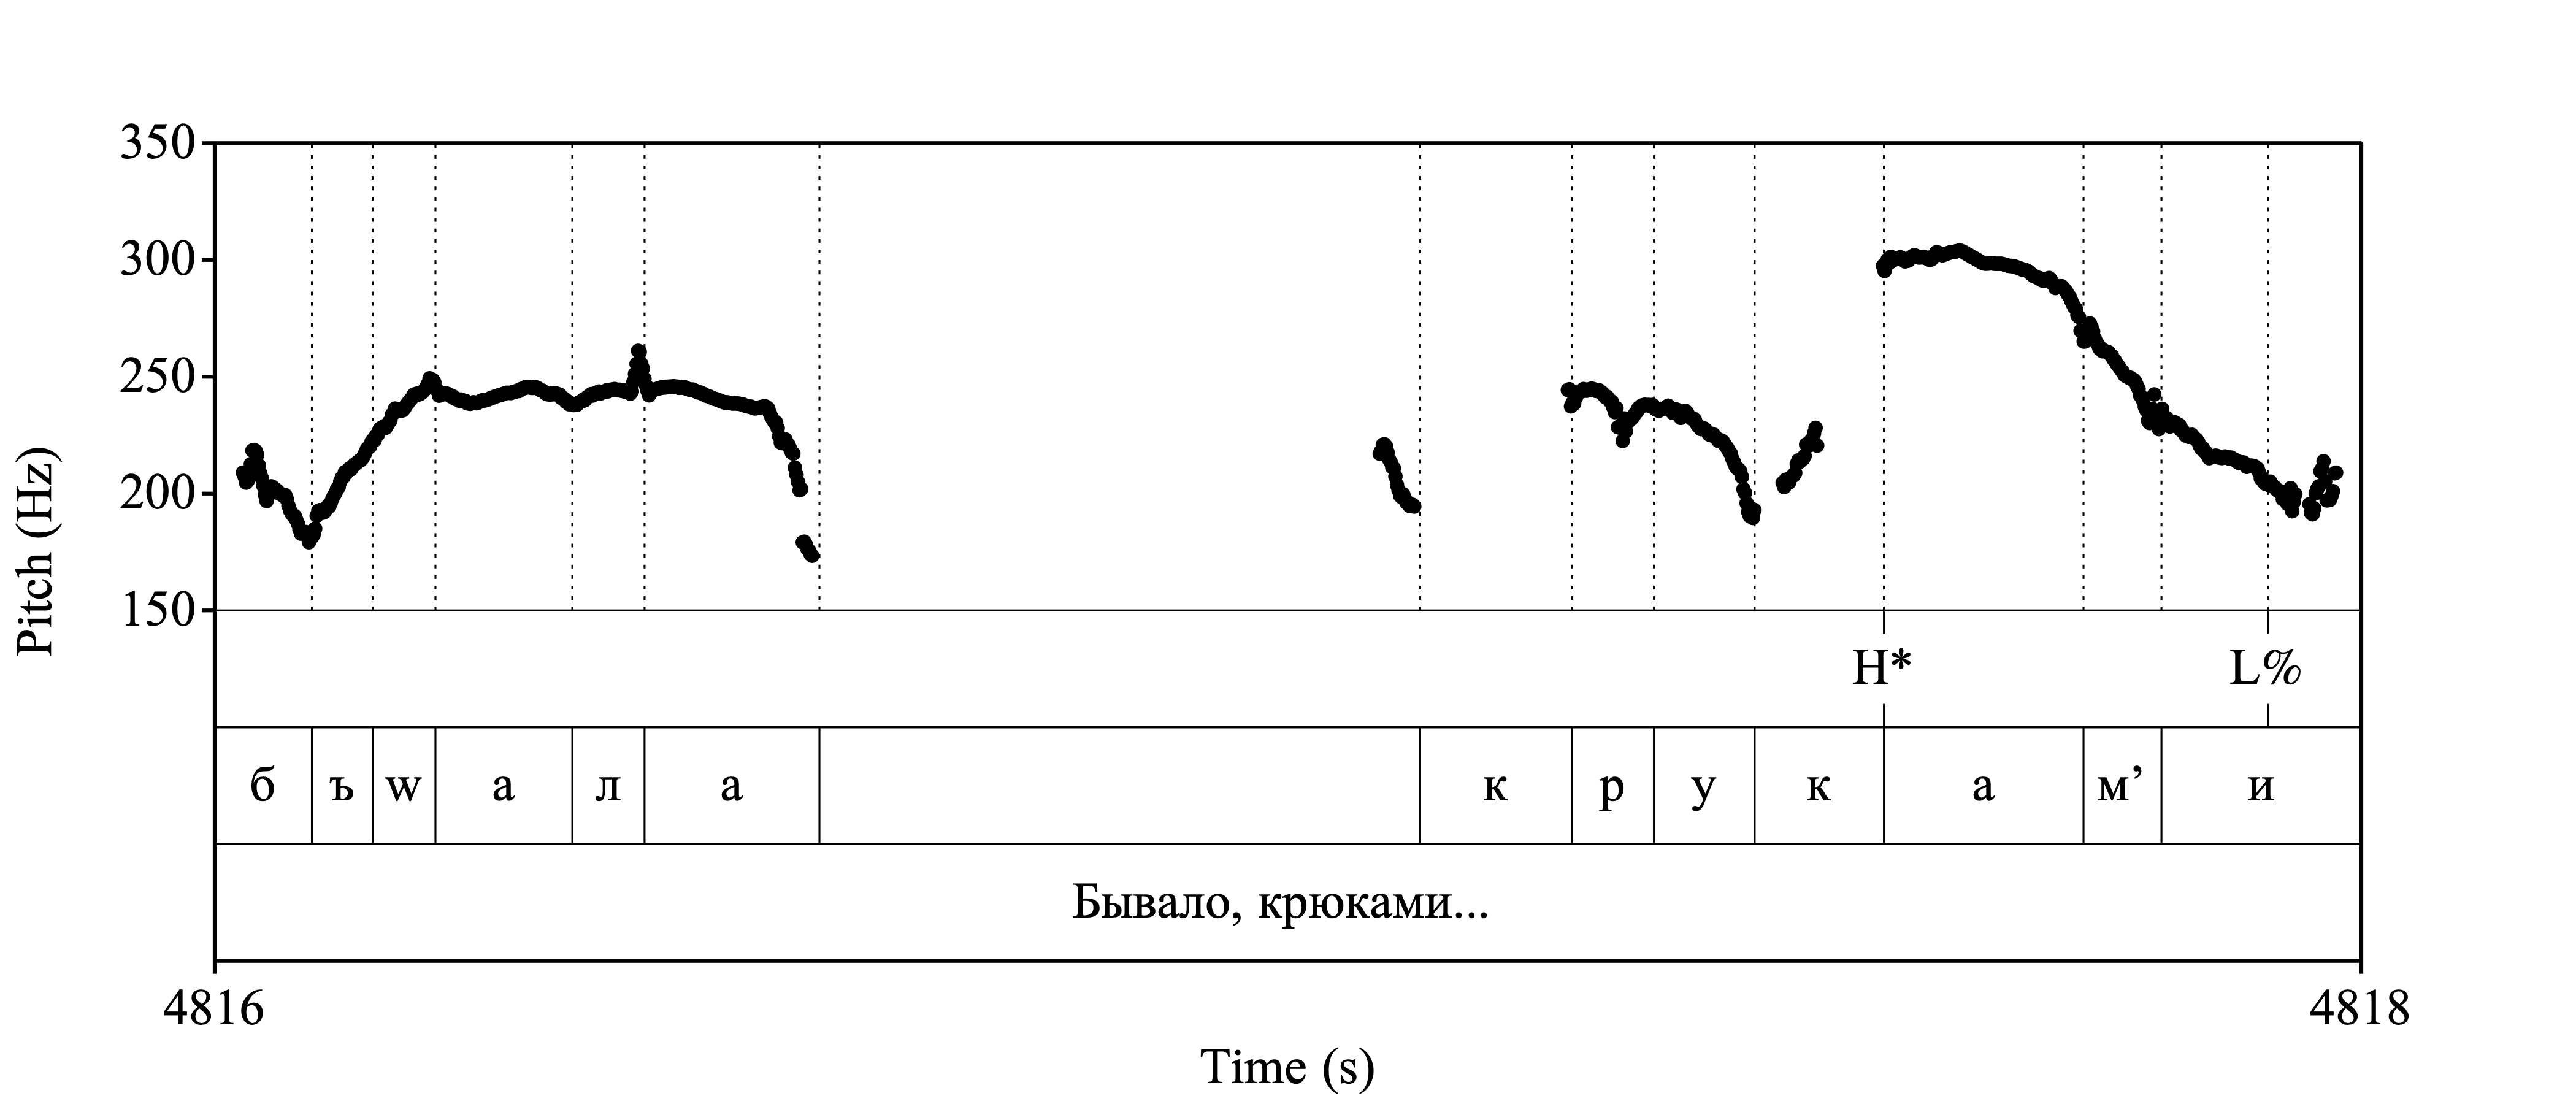 350
300
250
200
150
Pitch (Hz)
H* L%
б ъ w а л а к р у к а м’ и
Бывало, крюками...
4816 4818
Time (s)